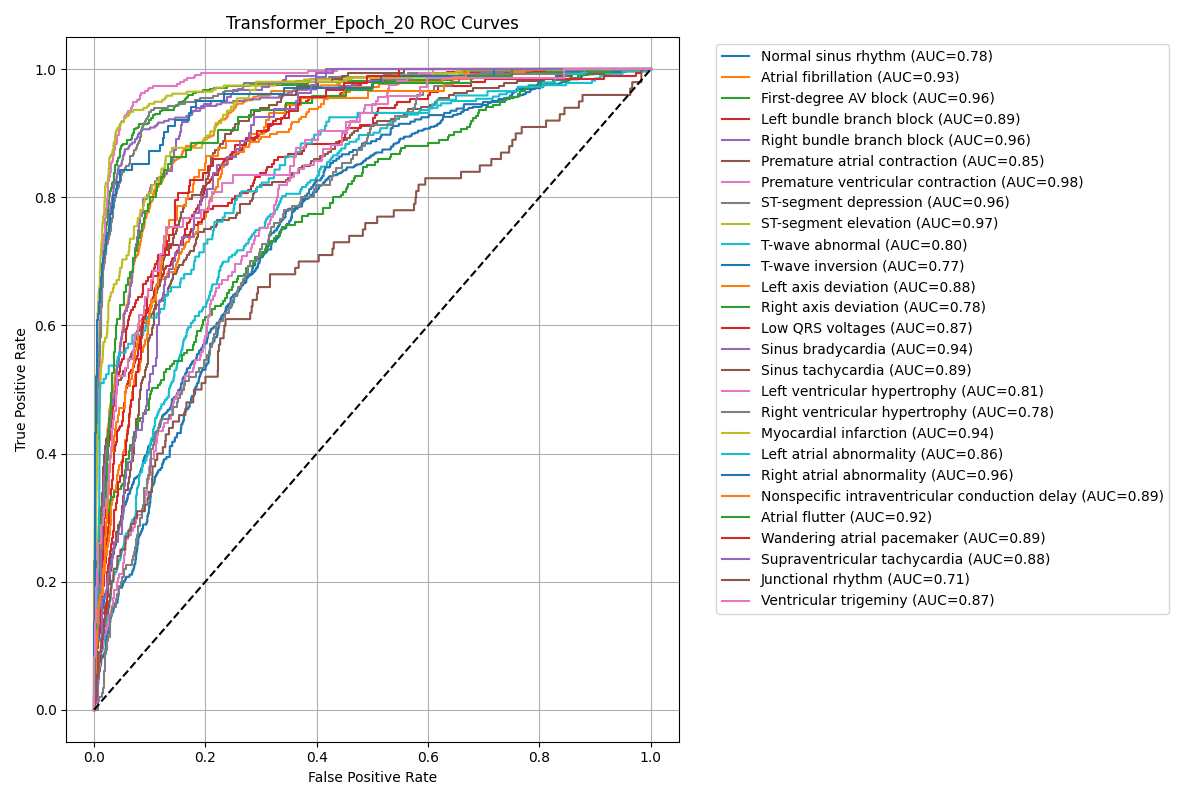 Transformer_Epoch_20 ROC Curves
True Positive Rate
1.0
0.8
0.6
0.4
0.2
0.0
0.0 0.2 0.4 0.6 0.8 1.0
False Positive Rate
Normal sinus rhythm (AUC=0.78)
Atrial fibrillation (AUC=0.93)
First-degree AV block (AUC=0.96)
Left bundle branch block (AUC=0.89)
Right bundle branch block (AUC=0.96)
Premature atrial contraction (AUC=0.85)
Premature ventricular contraction (AUC=0.98)
ST-segment depression (AUC=0.96)
ST-segment elevation (AUC=0.97)
T-wave abnormal (AUC=0.80)
T-wave inversion (AUC=0.77)
Left axis deviation (AUC=0.88)
Right axis deviation (AUC=0.78)
Low QRS voltages (AUC=0.87)
Sinus bradycardia (AUC=0.94)
Sinus tachycardia (AUC=0.89)
Left ventricular hypertrophy (AUC=0.81)
Right ventricular hypertrophy (AUC=0.78)
Myocardial infarction (AUC=0.94)
Left atrial abnormality (AUC=0.86)
Right atrial abnormality (AUC=0.96)
Nonspecific intraventricular conduction delay (AUC=0.89)
Atrial flutter (AUC=0.92)
Wandering atrial pacemaker (AUC=0.89)
Supraventricular tachycardia (AUC=0.88)
Junctional rhythm (AUC=0.71)
Ventricular trigeminy (AUC=0.87)